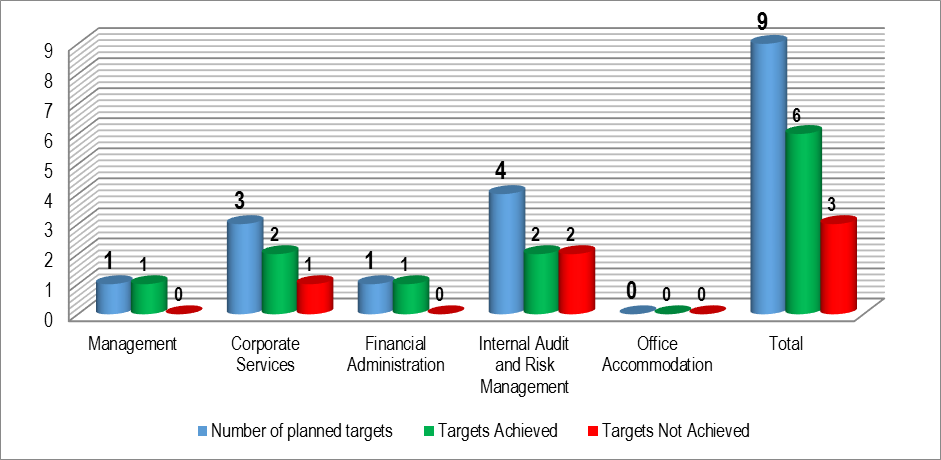 9
8
7
6
5
4
3
2
1
0
1 1 0
3 2 1
1 1 0
4 2 2
0 0 0
9 6 3
Management
Corporate
Services
Financial
Administration
Internal Audit
and Risk
Management
Office
Accommodation
Total
Number of planned targets
Targets Achieved
Targets Not Achieved